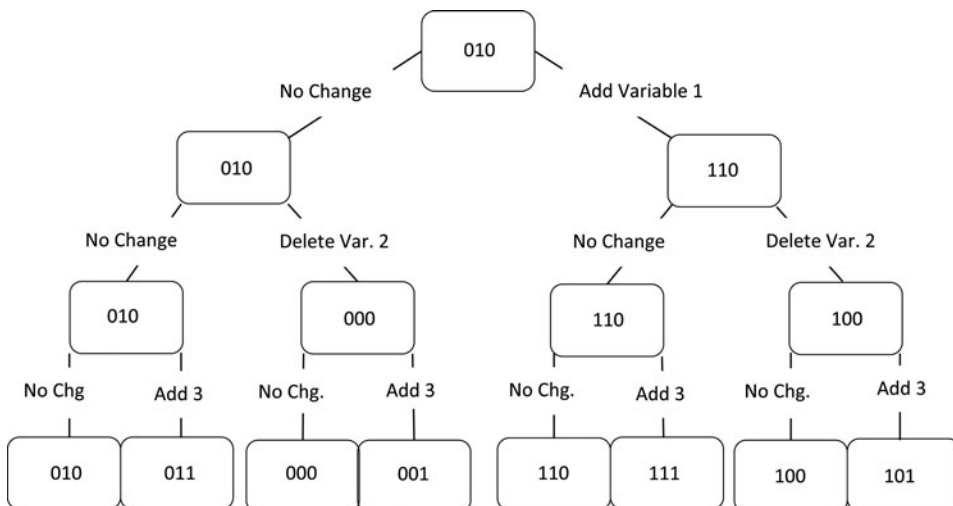 010
No Change Add Variable 1
010 110
No Change Delete Var. 2 No Change Delete Var. 2
010 000 110 100
No Chg Add 3 No Chg. Add 3 No Chg. Add 3 No Chg. Add 3
010 011 000 001 110 111 100 101